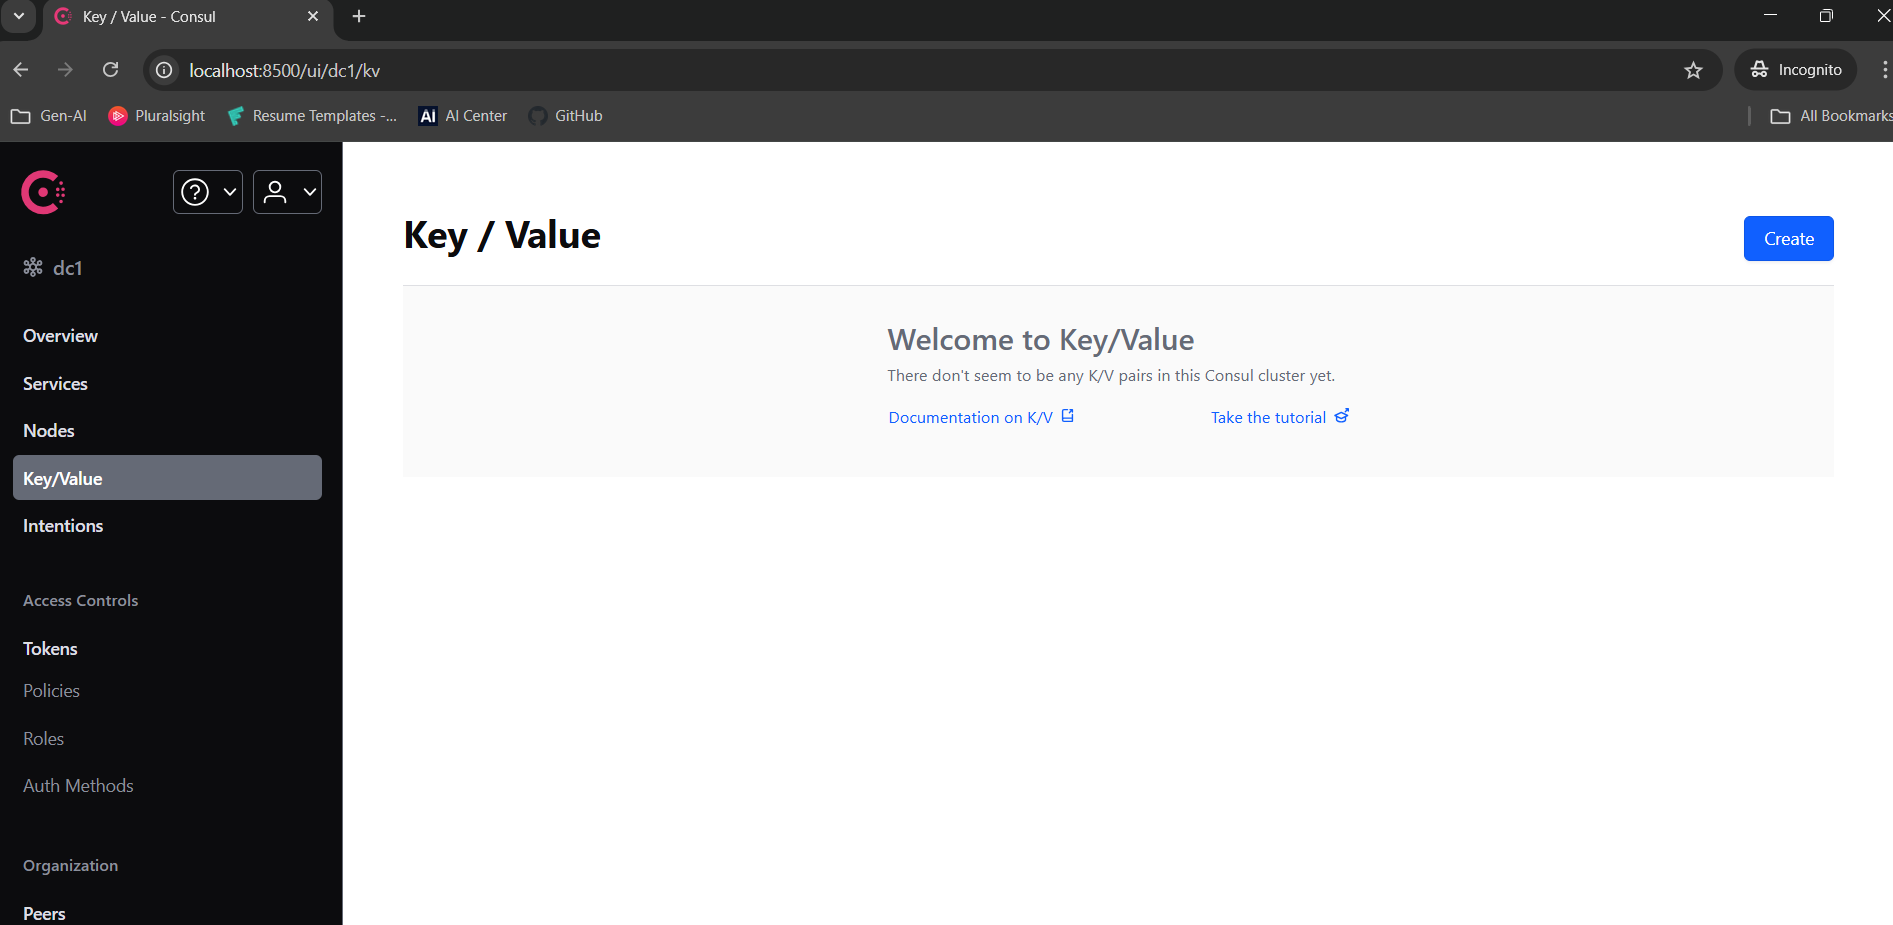 Key / Value - Consul
localhost:8500/ui/dc1/kv
Incognito
Gen-AI
Pluralsight
Resume Templates -...
AI AI Center
GitHub
All Bookmarks
dc1
Overview
Services
Nodes
Key/Value
Intentions
Access Controls
Tokens
Policies
Roles
Auth Methods
Organization
Peers
Key / Value
Create
Welcome to Key/Value
There don't seem to be any K/V pairs in this Consul cluster yet.
Documentation on K/V
Take the tutorial